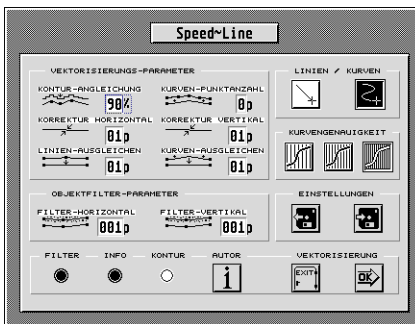 Speed~Line
VEKTORISIERUNGS-PARAMETER
LINIEN / KURVEN
KONTUR-ANGLEICHUNG KURVEN-PUNKTANZAHL
90% 0p
KORREKTUR HORIZONTAL KORREKTUR VERTIKAL
01p 01p
LINIEN-AUSGLEICHEN KURVEN-AUSGLEICHEN
01p 01p
KURVENGENAUIGKEIT
OBJEKTFILTER-PARAMETER
EINSTELLUNGEN
FILTER-HORIZONTAL FILTER-VERTIKAL
001p 001p
FILTER INFO KONTUR AUTOR VEKTORISIERUNG
i EXIT OK